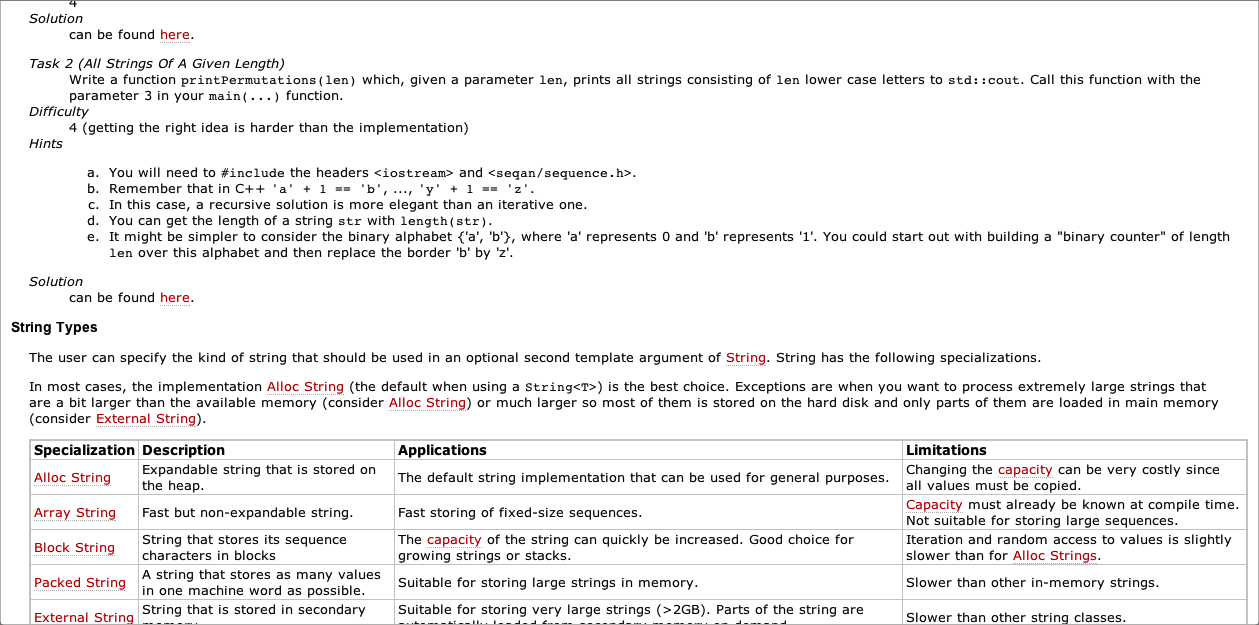 4
Solution
can be found here.
Task 2 (All Strings Of A Given Length)
Write a function printPermutations(len) which, given a parameter len, prints all strings consisting of len lower case letters to std::cout. Call this function with the
parameter 3 in your main(...) function.
Difficulty
4 (getting the right idea is harder than the implementation)
Hints
a. You will need to #include the headers <iostream> and <seqan/sequence.h>.
b. Remember that in C++ 'a' + 1 == 'b', ..., 'y' + 1 == 'z'.
c. In this case, a recursive solution is more elegant than an iterative one.
d. You can get the length of a string str with length(str).
e. It might be simpler to consider the binary alphabet {'a', 'b'}, where 'a' represents 0 and 'b' represents '1'. You could start out with building a "binary counter" of length
len over this alphabet and then replace the border 'b' by 'z'.
Solution
can be found here.
String Types
The user can specify the kind of string that should be used in an optional second template argument of String. String has the following specializations.
In most cases, the implementation Alloc String (the default when using a String<T>) is the best choice. Exceptions are when you want to process extremely large strings that
are a bit larger than the available memory (consider Alloc String) or much larger so most of them is stored on the hard disk and only parts of them are loaded in main memory
(consider External String).
Specialization Description Applications Limitations
Alloc String Expandable string that is stored on the heap. The default string implementation that can be used for general purposes. Changing the capacity can be very costly since all values must be copied.
Array String Fast but non-expandable string. Fast storing of fixed-size sequences. Capacity must already be known at compile time. Not suitable for storing large sequences.
Block String String that stores its sequence characters in blocks The capacity of the string can quickly be increased. Good choice for growing strings or stacks. Iteration and random access to values is slightly slower than for Alloc Strings.
Packed String A string that stores as many values in one machine word as possible. Suitable for storing large strings in memory. Slower than other in-memory strings.
External String String that is stored in secondary memory. Suitable for storing very large strings (>2GB). Parts of the string are automatically loaded from secondary memory on demand. Slower than other string classes.